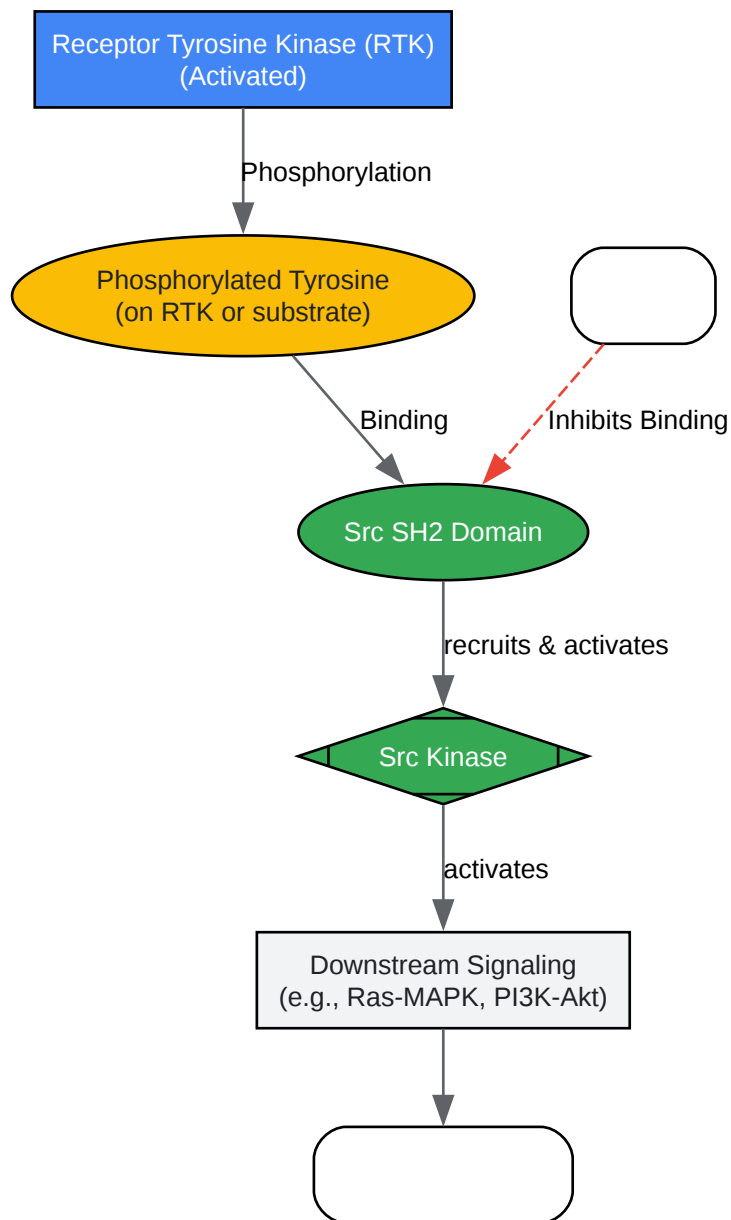 Receptor Tyrosine Kinase (RTK)
(Activated)
Phosphorylation
Phosphorylated Tyrosine
(on RTK or substrate)
Binding
Inhibits Binding
Src SH2 Domain
recruits & activates
Src Kinase
activates
Downstream Signaling
(e.g., Ras-MAPK, PI3K-Akt)